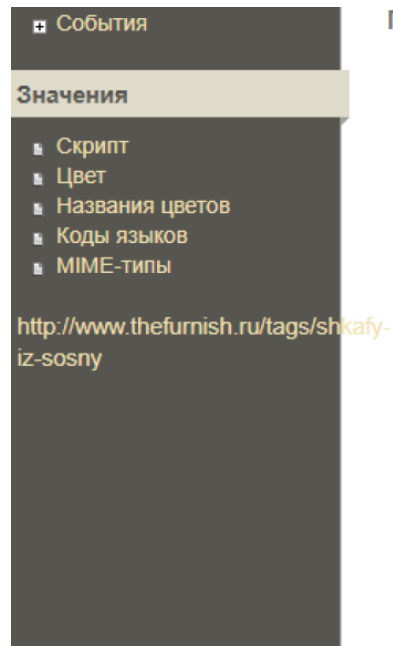 События
Значения
Скрипт
Цвет
Названия цветов
Коды языков
MIME-типы
http://www.thefurnish.ru/tags/shkafy-
iz-sosny